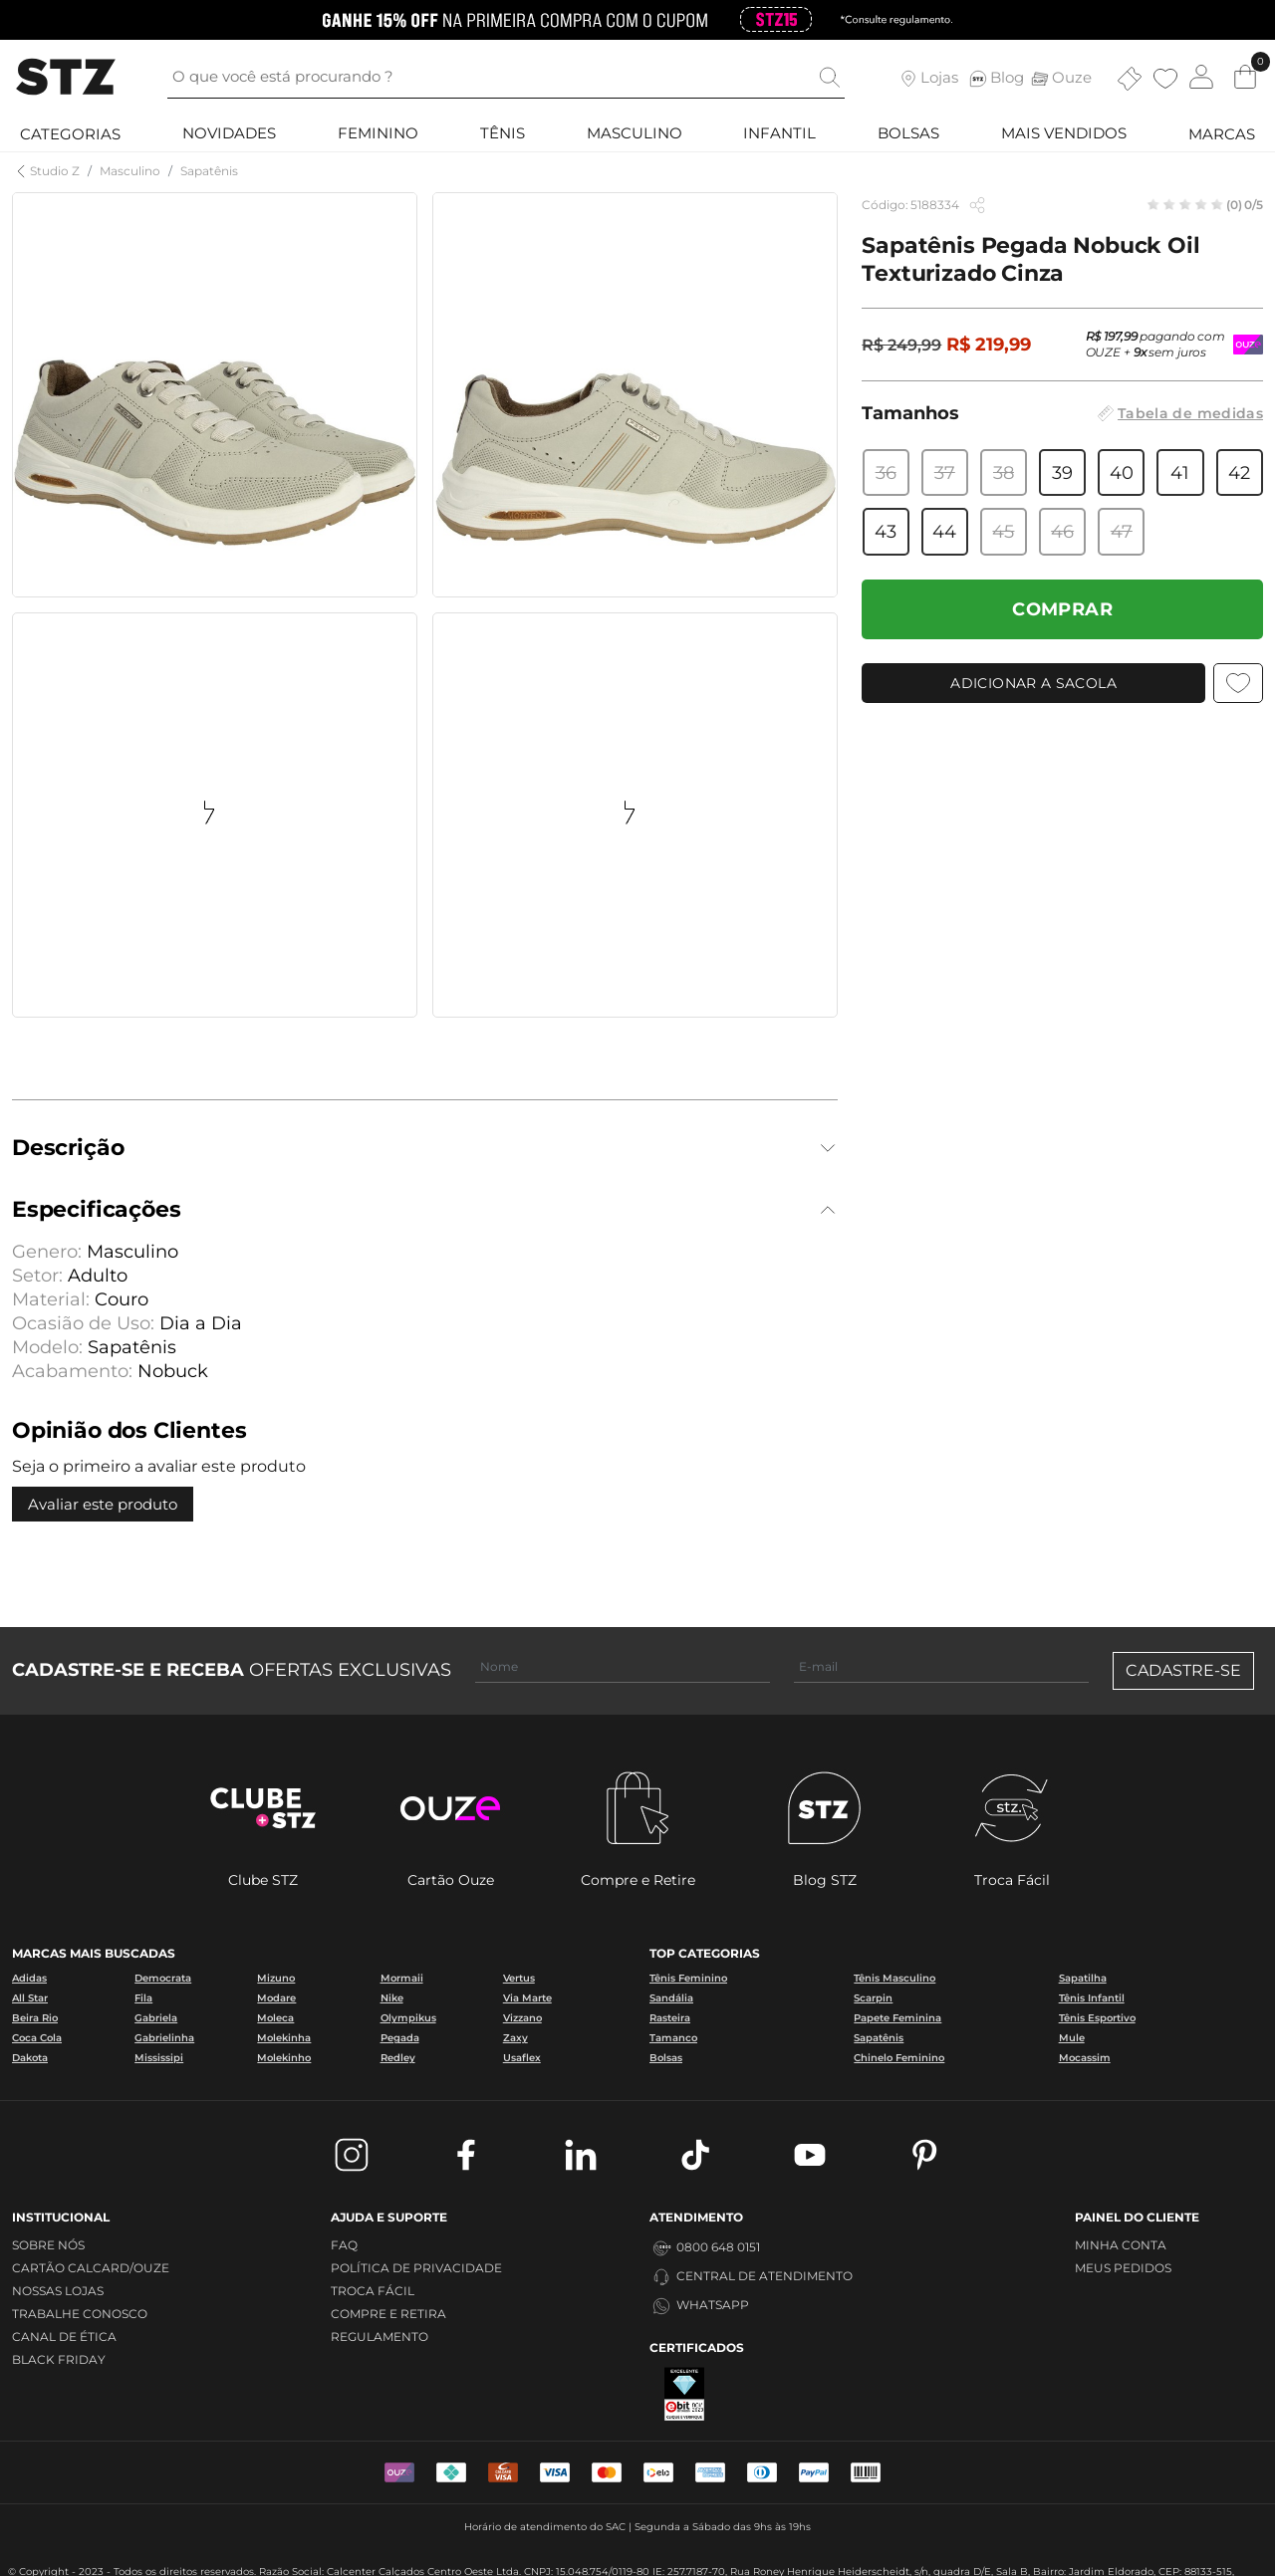 GANHE 15% OFF NA PRIMEIRA COMPRA COM O CUPOM STZ15 *Consulte regulamento.
STZ
O que você está procurando ?
Lojas
STZ
Blog
Ouze
0
CATEGORIAS NOVIDADES FEMININO TÊNIS MASCULINO INFANTIL BOLSAS MAIS VENDIDOS MARCAS
Studio Z / Masculino / Sapatênis
Código: 5188334
(0) 0/5
Sapatênis Pegada Nobuck Oil
Texturizado Cinza
R$ 249,99 R$ 219,99
R$ 197,99 pagando com
OUZE + 9x sem juros
OUZE
Tamanhos
Tabela de medidas
36 37 38 39 40 41 42
43 44 45 46 47
COMPRAR
ADICIONAR A SACOLA
Descrição
Especificações
Genero: Masculino
Setor: Adulto
Material: Couro
Ocasião de Uso: Dia a Dia
Modelo: Sapatênis
Acabamento: Nobuck
Opinião dos Clientes
Seja o primeiro a avaliar este produto
Avaliar este produto
CADASTRE-SE E RECEBA OFERTAS EXCLUSIVAS
Nome
E-mail
CADASTRE-SE
CLUBE
+STZ
ouze
STZ
stz.
Clube STZ
Cartão Ouze
Compre e Retire
Blog STZ
Troca Fácil
MARCAS MAIS BUSCADAS
Adidas Democrata Mizuno Mormaii Vertus
All Star Fila Modare Nike Via Marte
Beira Rio Gabriela Moleca Olympikus Vizzano
Coca Cola Gabrielinha Molekinha Pegada Zaxy
Dakota Mississipi Molekinho Redley Usaflex
TOP CATEGORIAS
Tênis Feminino Tênis Masculino Sapatilha
Sandália Scarpin Tênis Infantil
Rasteira Papete Feminina Tênis Esportivo
Tamanco Sapatênis Mule
Bolsas Chinelo Feminino Mocassim
INSTITUCIONAL
SOBRE NÓS
CARTÃO CALCARD/OUZE
NOSSAS LOJAS
TRABALHE CONOSCO
CANAL DE ÉTICA
BLACK FRIDAY
AJUDA E SUPORTE
FAQ
POLÍTICA DE PRIVACIDADE
TROCA FÁCIL
COMPRE E RETIRA
REGULAMENTO
ATENDIMENTO
0800 648 0151
CENTRAL DE ATENDIMENTO
WHATSAPP
CERTIFICADOS
EXCELENTE
ebit
PAINEL DO CLIENTE
MINHA CONTA
MEUS PEDIDOS
VISA
VISA
elo
PayPal
Horário de atendimento do SAC | Segunda a Sábado das 9hs às 19hs
© Copyright - 2023 - Todos os direitos reservados. Razão Social: Calcenter Calçados Centro Oeste Ltda. CNPJ: 15.048.754/0119-80 IE: 257.7187-70, Rua Roney Henrique Heiderscheidt, s/n, quadra D/E, Sala B, Bairro: Jardim Eldorado, CEP: 88133-515,